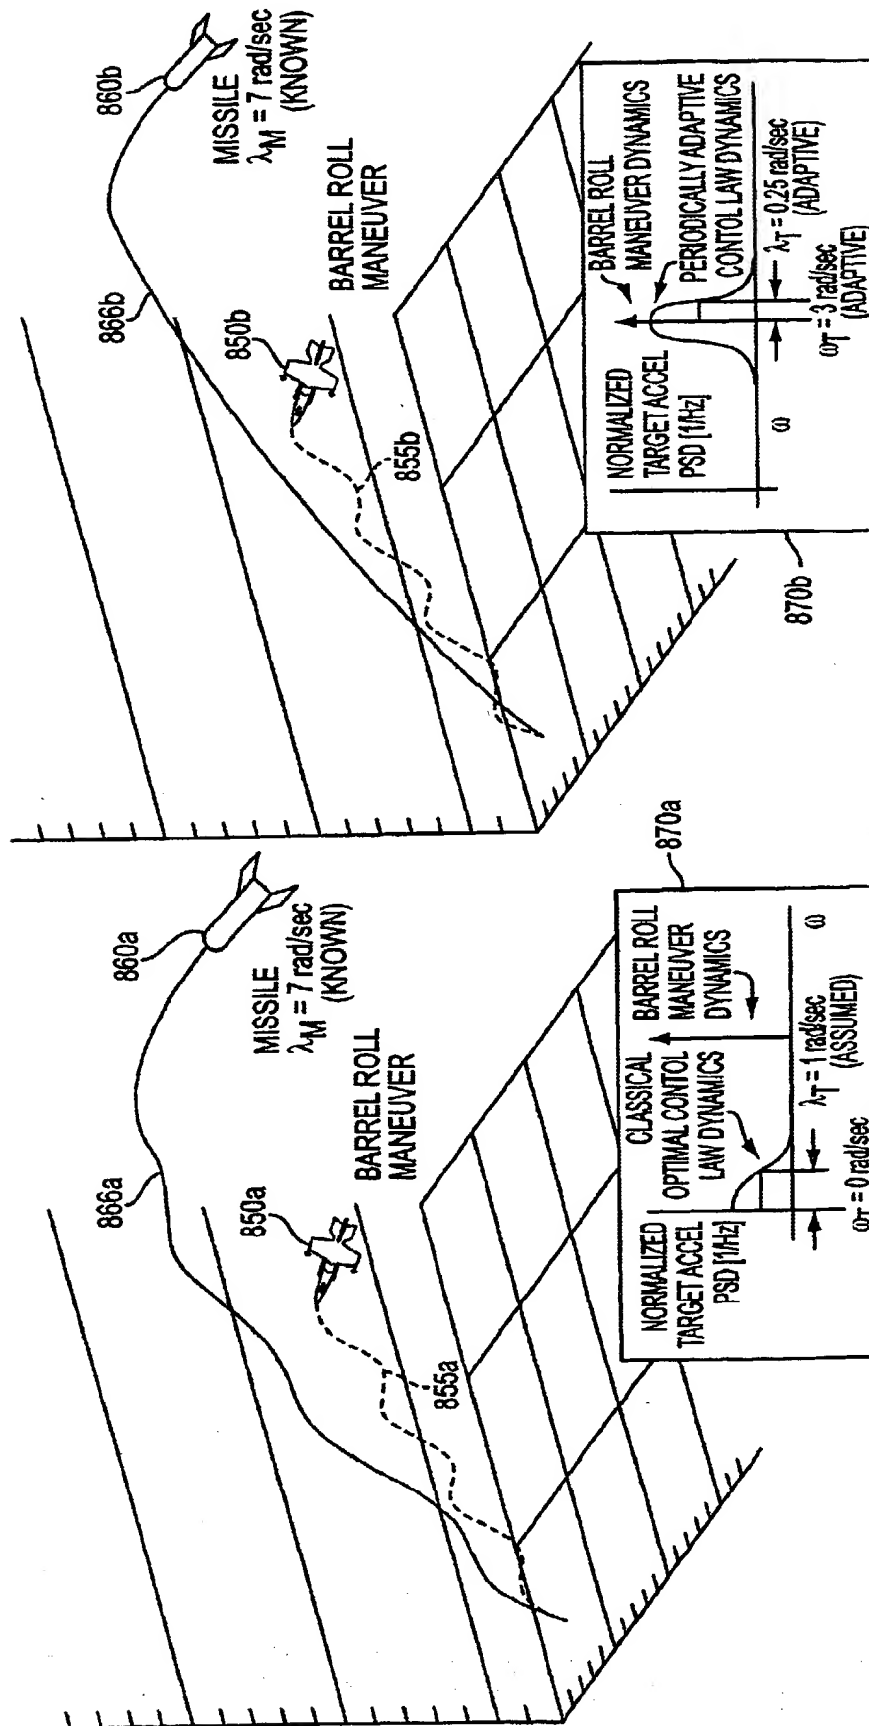 860a
MISSILE
λM = 7 rad/sec
(KNOWN)
866a
BARREL ROLL
MANEUVER
850a
855a
870a
NORMALIZED
TARGET ACCEL
PSD [1/Hz]
CLASSICAL
OPTIMAL CONTOL
LAW DYNAMICS
BARREL ROLL
MANEUVER
DYNAMICS
ω
λT = 1 rad/sec
(ASSUMED)
ωT = 0 rad/sec
860b
MISSILE
λM = 7 rad/sec
(KNOWN)
866b
BARREL ROLL
MANEUVER
850b
855b
870b
NORMALIZED
TARGET ACCEL
PSD [1/Hz]
BARREL ROLL
MANEUVER DYNAMICS
PERIODICALLY ADAPTIVE
CONTOL LAW DYNAMICS
ω
λT = 0.25 rad/sec
(ADAPTIVE)
ωT = 3 rad/sec
(ADAPTIVE)